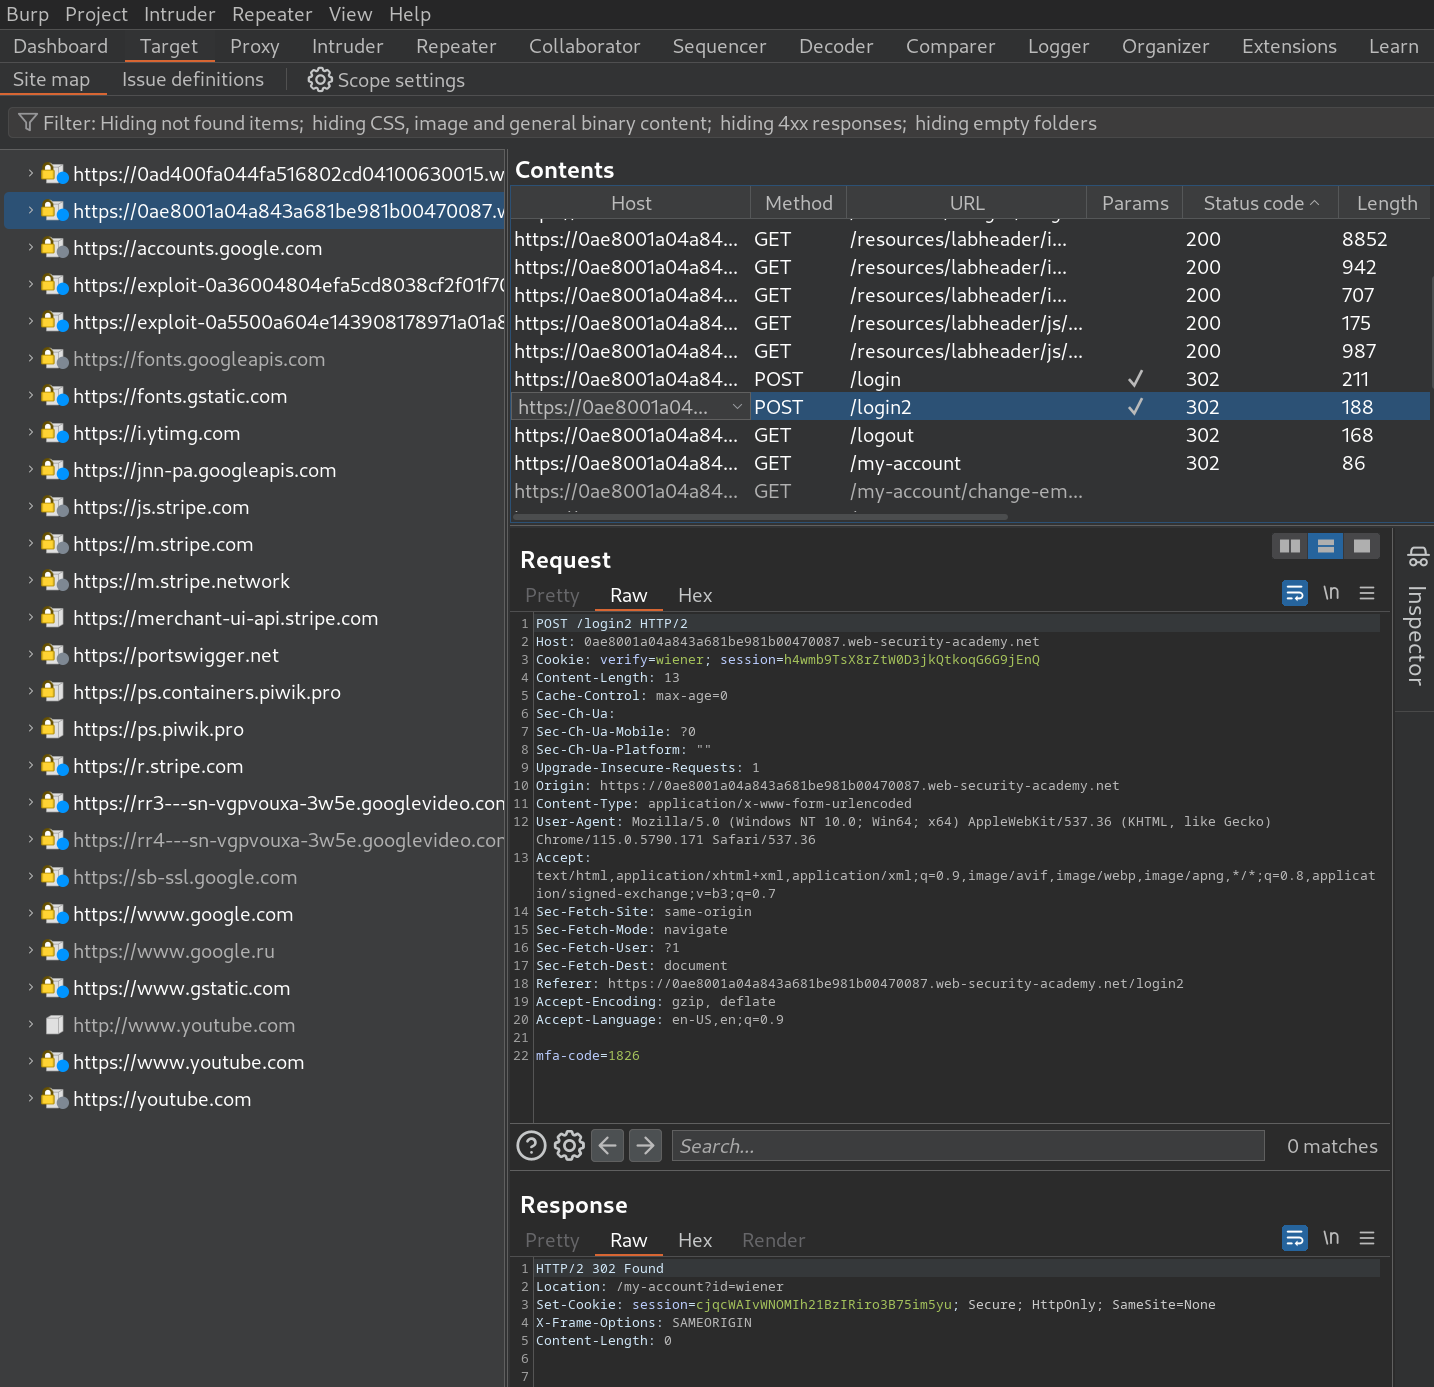 Burp Project Intruder Repeater View Help
Dashboard Target Proxy Intruder Repeater Collaborator Sequencer Decoder Comparer Logger Organizer Extensions Learn
Site map Issue definitions Scope settings
Filter: Hiding not found items; hiding CSS, image and general binary content; hiding 4xx responses; hiding empty folders
https://0ad400fa044fa516802cd04100630015.w
https://0ae8001a04a843a681be981b00470087.w
https://accounts.google.com
https://exploit-0a36004804efa5cd8038cf2f01f70
https://exploit-0a5500a604e143908178971a01a8
https://fonts.googleapis.com
https://fonts.gstatic.com
https://i.ytimg.com
https://jnn-pa.googleapis.com
https://js.stripe.com
https://m.stripe.com
https://m.stripe.network
https://merchant-ui-api.stripe.com
https://portswigger.net
https://ps.containers.piwik.pro
https://ps.piwik.pro
https://r.stripe.com
https://rr3---sn-vgpvouxa-3w5e.googlevideo.com
https://rr4---sn-vgpvouxa-3w5e.googlevideo.com
https://sb-ssl.google.com
https://www.google.com
https://www.google.ru
https://www.gstatic.com
http://www.youtube.com
https://www.youtube.com
https://youtube.com
Contents
Host Method URL Params Status code Length
https://0ae8001a04a84... GET /resources/labheader/i... 200 8852
https://0ae8001a04a84... GET /resources/labheader/i... 200 942
https://0ae8001a04a84... GET /resources/labheader/i... 200 707
https://0ae8001a04a84... GET /resources/labheader/js/... 200 175
https://0ae8001a04a84... GET /resources/labheader/js/... 200 987
https://0ae8001a04a84... POST /login ✓ 302 211
https://0ae8001a04... POST /login2 ✓ 302 188
https://0ae8001a04a84... GET /logout 302 168
https://0ae8001a04a84... GET /my-account 302 86
https://0ae8001a04a84... GET /my-account/change-em...
Request
Pretty Raw Hex \n
Inspector
1 POST /login2 HTTP/2
2 Host: 0ae8001a04a843a681be981b00470087.web-security-academy.net
3 Cookie: verify=wiener; session=h4wmb9TsX8rZtW0D3jkQtkoqG6G9jEnQ
4 Content-Length: 13
5 Cache-Control: max-age=0
6 Sec-Ch-Ua:
7 Sec-Ch-Ua-Mobile: ?0
8 Sec-Ch-Ua-Platform: ""
9 Upgrade-Insecure-Requests: 1
10 Origin: https://0ae8001a04a843a681be981b00470087.web-security-academy.net
11 Content-Type: application/x-www-form-urlencoded
12 User-Agent: Mozilla/5.0 (Windows NT 10.0; Win64; x64) AppleWebKit/537.36 (KHTML, like Gecko)
Chrome/115.0.5790.171 Safari/537.36
13 Accept:
text/html,application/xhtml+xml,application/xml;q=0.9,image/avif,image/webp,image/apng,*/*;q=0.8,applicat
ion/signed-exchange;v=b3;q=0.7
14 Sec-Fetch-Site: same-origin
15 Sec-Fetch-Mode: navigate
16 Sec-Fetch-User: ?1
17 Sec-Fetch-Dest: document
18 Referer: https://0ae8001a04a843a681be981b00470087.web-security-academy.net/login2
19 Accept-Encoding: gzip, deflate
20 Accept-Language: en-US,en;q=0.9
21
22 mfa-code=1826
Search... 0 matches
Response
Pretty Raw Hex Render \n
1 HTTP/2 302 Found
2 Location: /my-account?id=wiener
3 Set-Cookie: session=cjqcWAIvWNOMIh21BzIRiro3B75im5yu; Secure; HttpOnly; SameSite=None
4 X-Frame-Options: SAMEORIGIN
5 Content-Length: 0
6
7